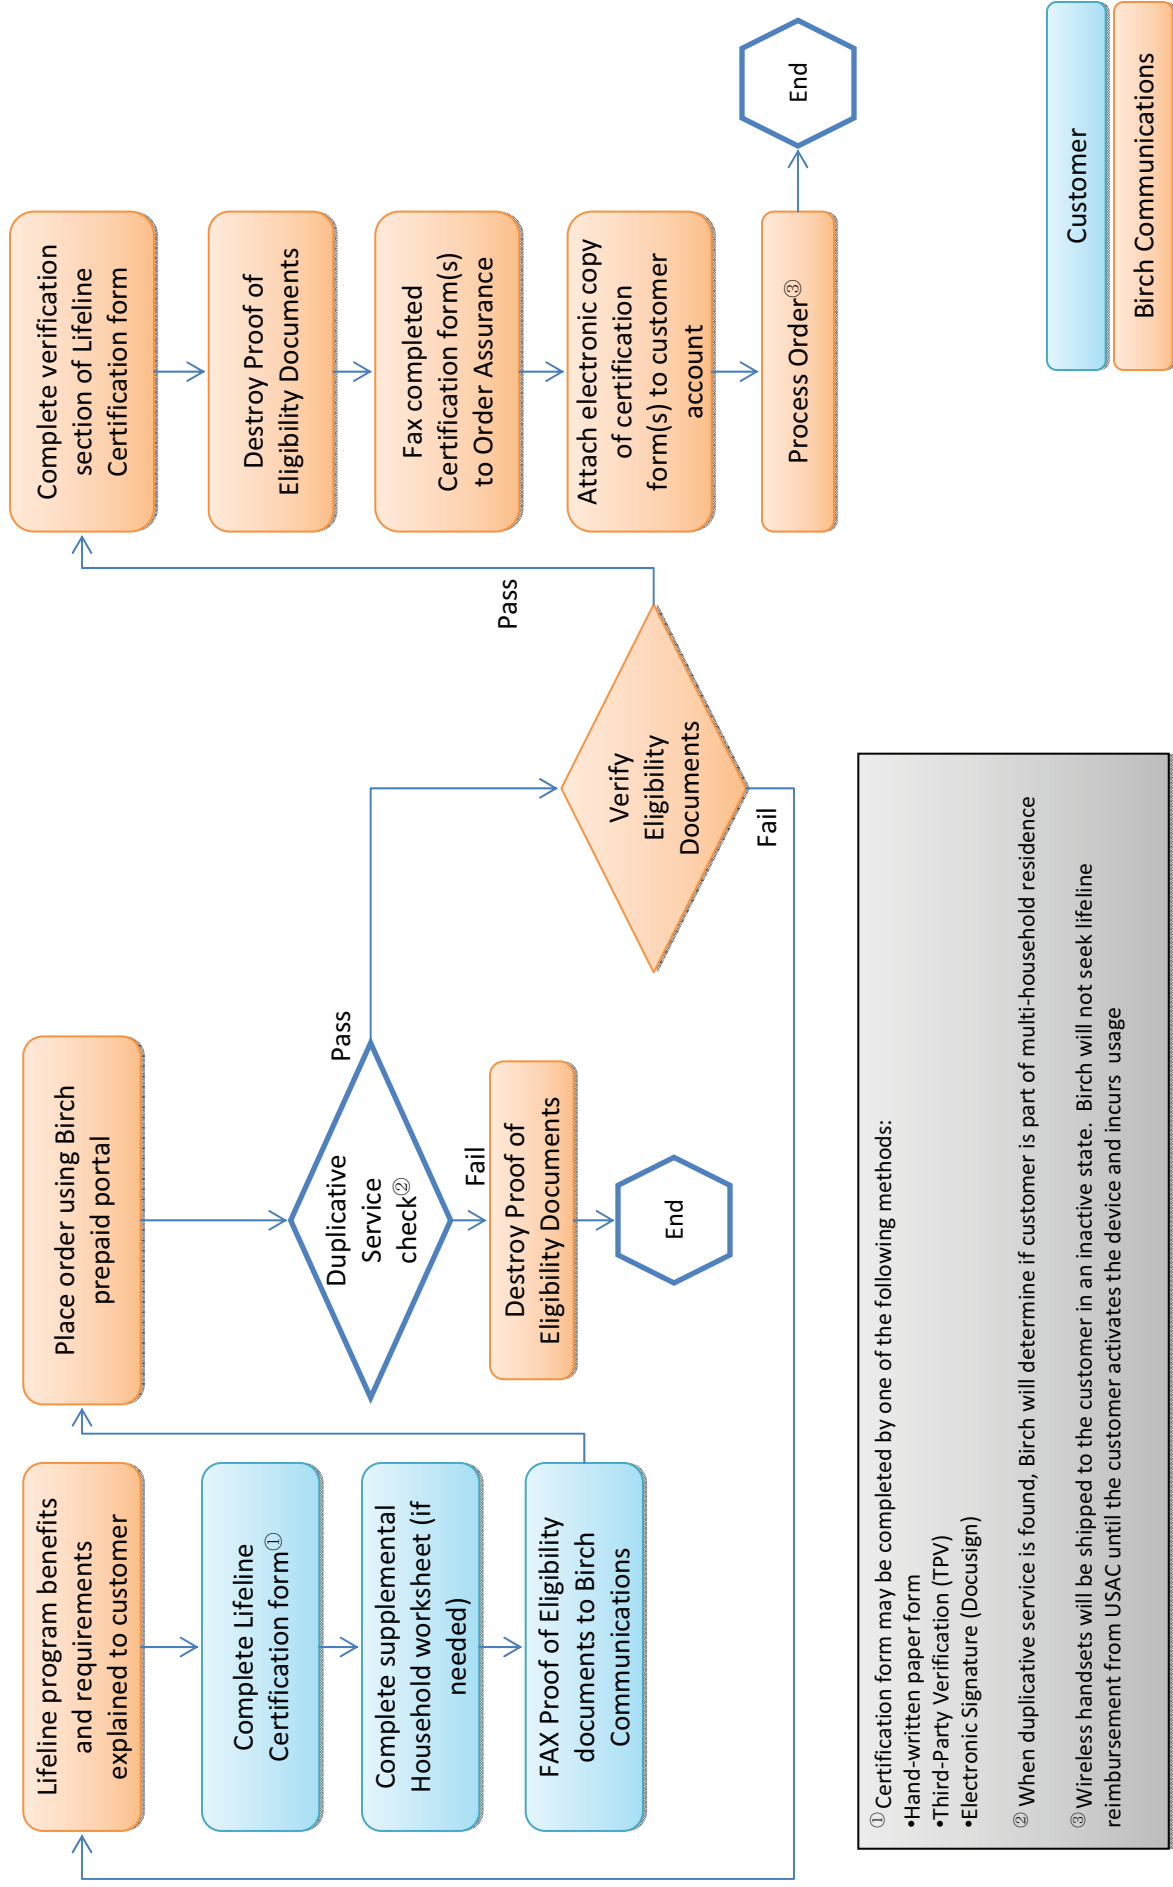 Lifeline program benefits
and requirements
explained to customer
Complete Lifeline
Certification form①
Complete supplemental
Household worksheet (if
needed)
FAX Proof of Eligibility
documents to Birch
Communications
Place order using Birch
prepaid portal
Duplicative
Service
check②
Pass
Fail
Destroy Proof of
Eligibility Documents
End
Verify
Eligibility
Documents
Pass
Fail
Complete verification
section of Lifeline
Certification form
Destroy Proof of
Eligibility Documents
Fax completed
Certification form(s)
to Order Assurance
Attach electronic copy
of certification
form(s) to customer
account
Process Order③
End
① Certification form may be completed by one of the following methods:
•Hand-written paper form
•Third-Party Verification (TPV)
•Electronic Signature (Docusign)
② When duplicative service is found, Birch will determine if customer is part of multi-household residence
③ Wireless handsets will be shipped to the customer in an inactive state. Birch will not seek lifeline
reimbursement from USAC until the customer activates the device and incurs usage
Customer
Birch Communications